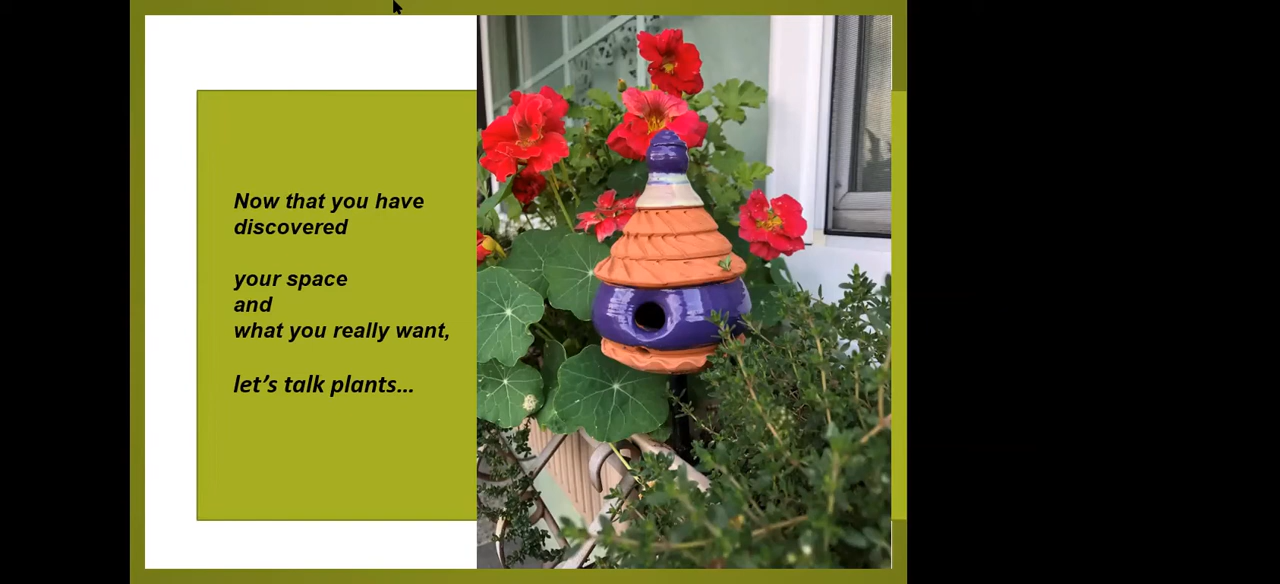 Now that you have
discovered
your space
and
what you really want,
let's talk plants...